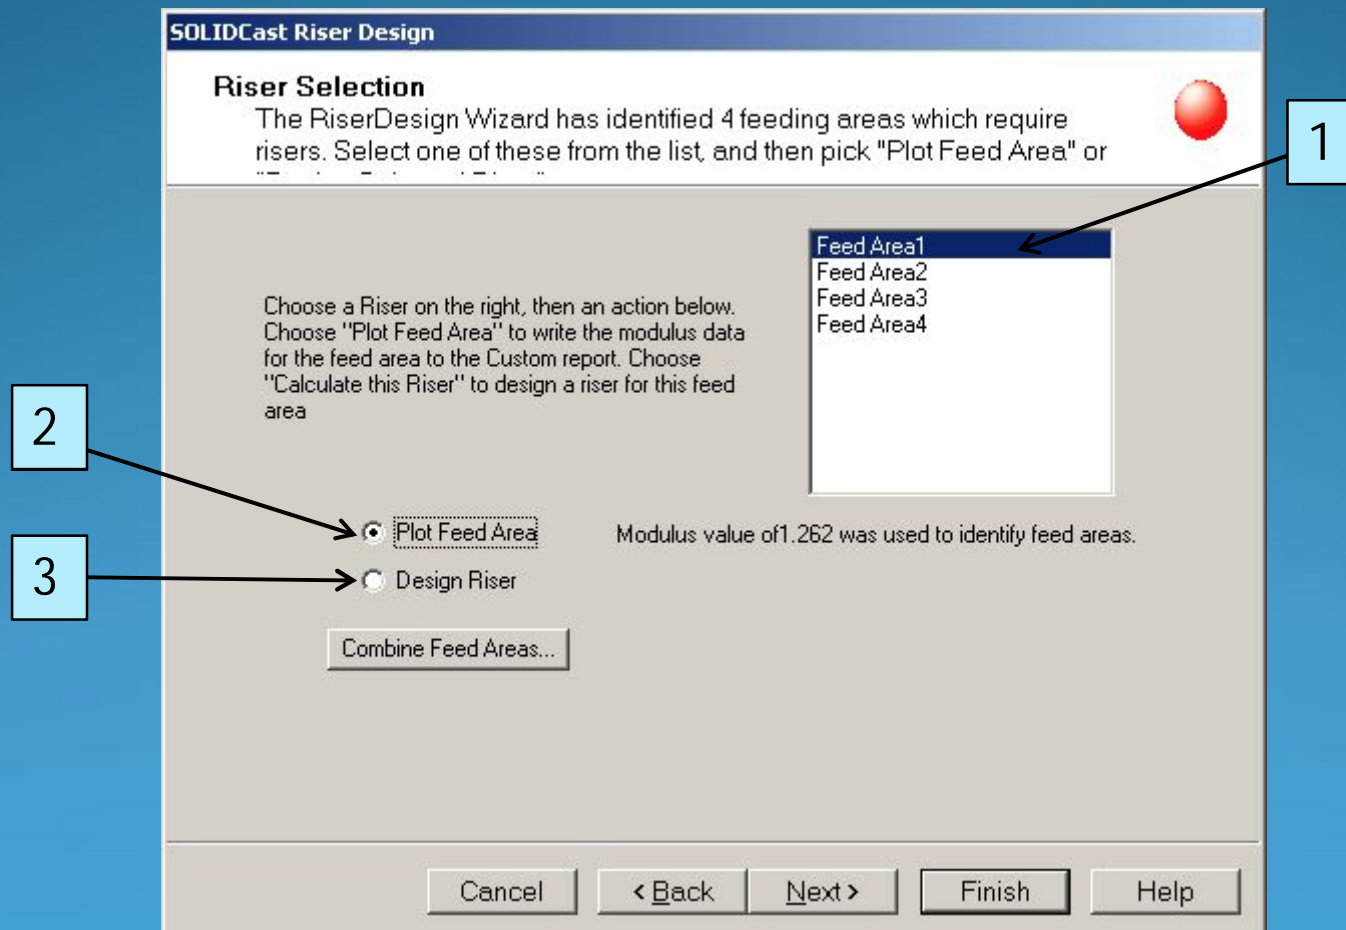 SOLIDCast Riser Design
Riser Selection
The RiserDesign Wizard has identified 4 feeding areas which require
risers. Select one of these from the list, and then pick "Plot Feed Area" or
1
Feed Area1
Feed Area2
Feed Area3
Feed Area4
Choose a Riser on the right, then an action below.
Choose "Plot Feed Area" to write the modulus data
for the feed area to the Custom report. Choose
"Calculate this Riser" to design a riser for this feed
area
2
Plot Feed Area
Modulus value of1.262 was used to identify feed areas.
3
Design Riser
Combine Feed Areas...
Cancel
< Back
Next >
Finish
Help